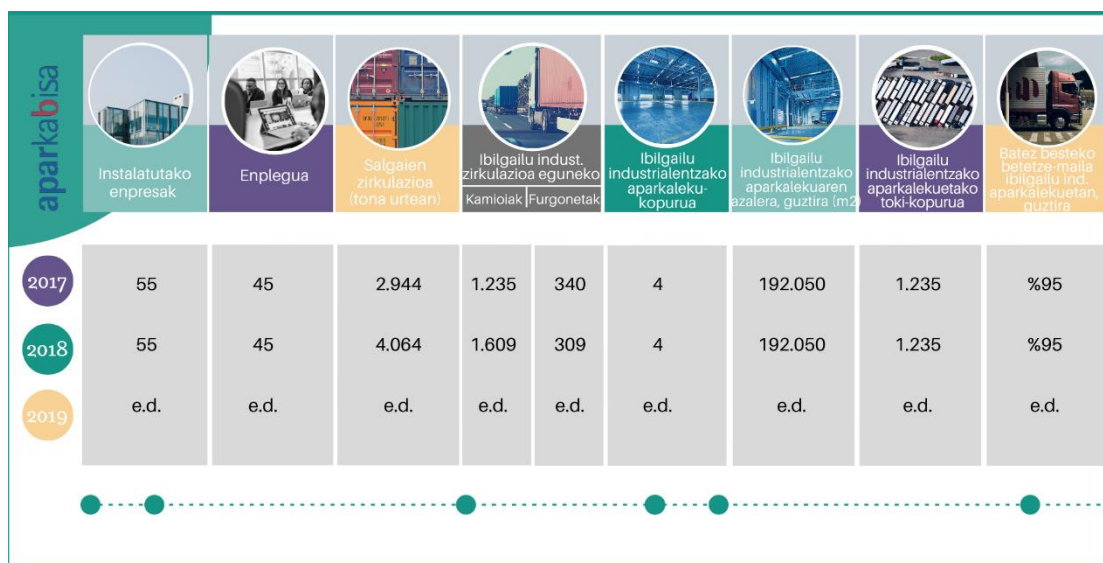 aparkabisa
Instalatutako
enpresak
Enplegua
Salgaien
zirkulazioa
(tona urtean)
Ibilgailu indust.
zirkulazioa eguneko
Kamioiak
Furgonetak
Ibilgailu
industrialentzako
aparkaleku-
kopurua
Ibilgailu
industrialentzako
aparkalekuaren
azalera, guztira (m2)
Ibilgailu
industrialentzako
aparkalekuetako
toki-kopurua
Batez besteko
betetze-maila
ibilgailu ind.
aparkalekuetan,
guztira
2017 55 45 2.944 1.235 340 4 192.050 1.235 %95
2018 55 45 4.064 1.609 309 4 192.050 1.235 %95
2019 e.d. e.d. e.d. e.d. e.d. e.d. e.d. e.d. e.d.